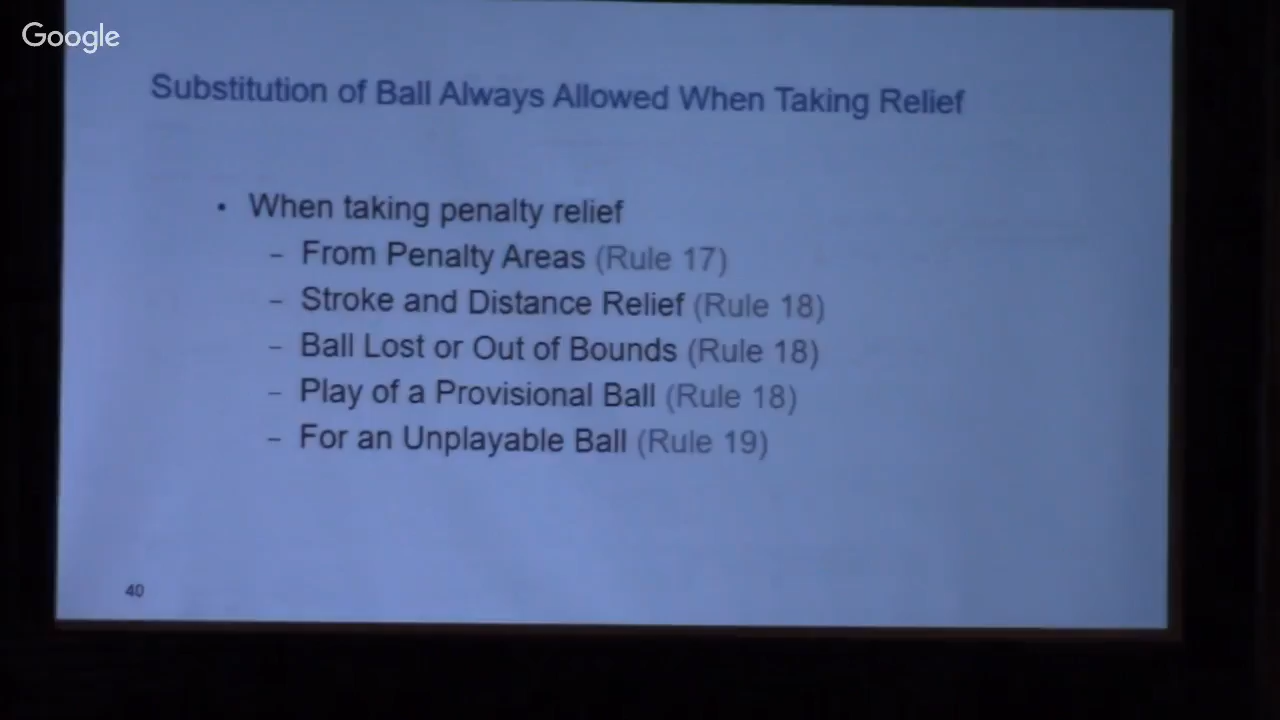 Google
Substitution of Ball Always Allowed When Taking Relief
• When taking penalty relief
– From Penalty Areas (Rule 17)
– Stroke and Distance Relief (Rule 18)
– Ball Lost or Out of Bounds (Rule 18)
– Play of a Provisional Ball (Rule 18)
– For an Unplayable Ball (Rule 19)
40